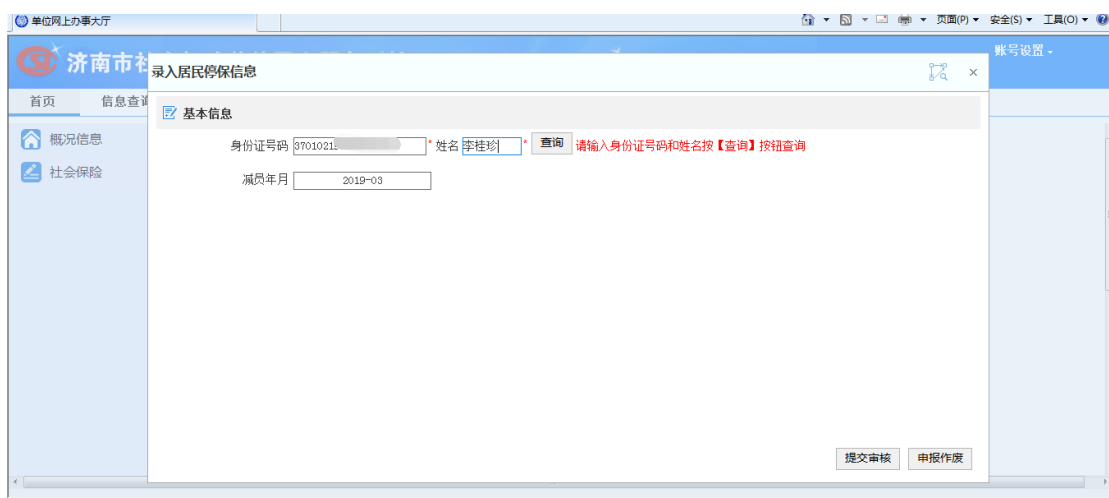 单位网上办事大厅
页面(P) 安全(S) 工具(O)
济南市社
账号设置
录入居民停保信息
首页 信息查询
基本信息
概况信息
身份证号码 3701021 * 姓名 李桂珍 * 查询 请输入身份证号码和姓名按【查询】按钮查询
社会保险
减员年月 2019-03
提交审核 申报作废